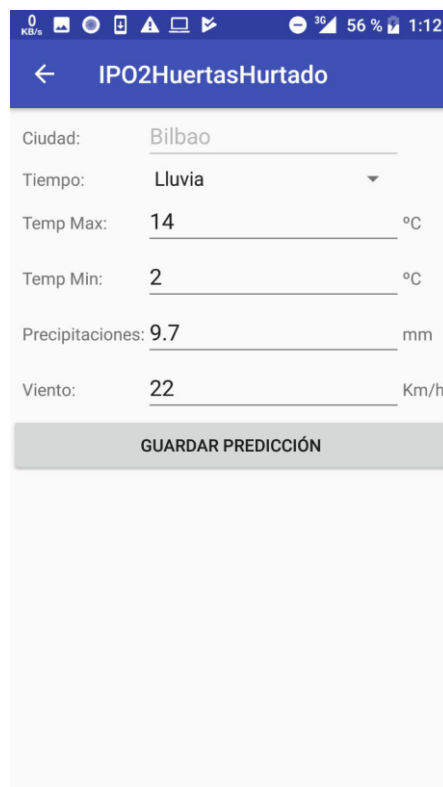 0 KB/s 3G 56 % 1:12
IPO2HuertasHurtado
Ciudad: Bilbao
Tiempo: Lluvia
Temp Max: 14 ºC
Temp Min: 2 ºC
Precipitaciones: 9.7 mm
Viento: 22 Km/h
GUARDAR PREDICCIÓN